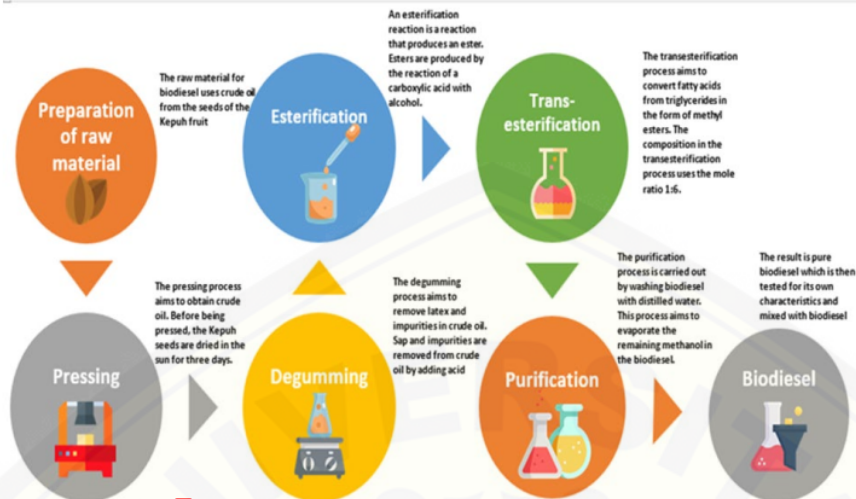 Preparation
of raw
material
The raw material for
biodiesel uses crude oil
from the seeds of the
Kepuh fruit
Pressing
The pressing process
aims to obtain crude
oil. Before being
pressed, the Kepuh
seeds are dried in the
sun for three days.
Degumming
The degumming
process aims to
remove latex and
impurities in crude oil.
Sap and impurities are
removed from crude
oil by adding acid
Esterification
An esterification
reaction is a reaction
that produces an ester.
Esters are produced by
the reaction of a
carboxylic acid with
alcohol.
Trans-
esterification
The transesterification
process aims to
convert fatty acids
from triglycerides in
the form of methyl
esters. The
composition in the
transesterification
process uses the mole
ratio 1:6.
Purification
The purification
process is carried out
by washing biodiesel
with distilled water.
This process aims to
evaporate the
remaining methanol in
the biodiesel.
Biodiesel
The result is pure
biodiesel which is then
tested for its own
characteristics and
mixed with biodiesel